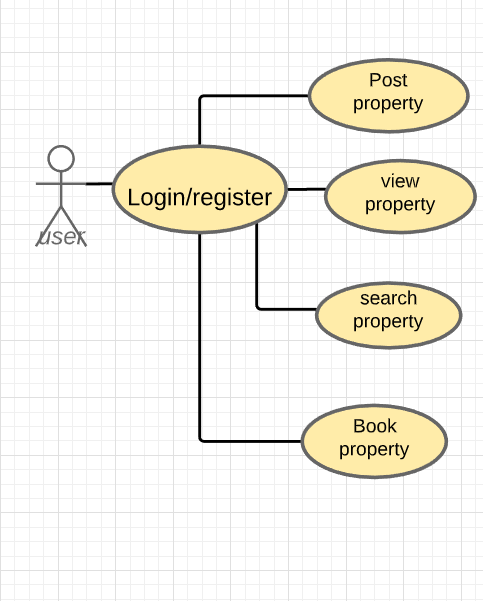 Post
property
Login/register
view
property
user
search
property
Book
property